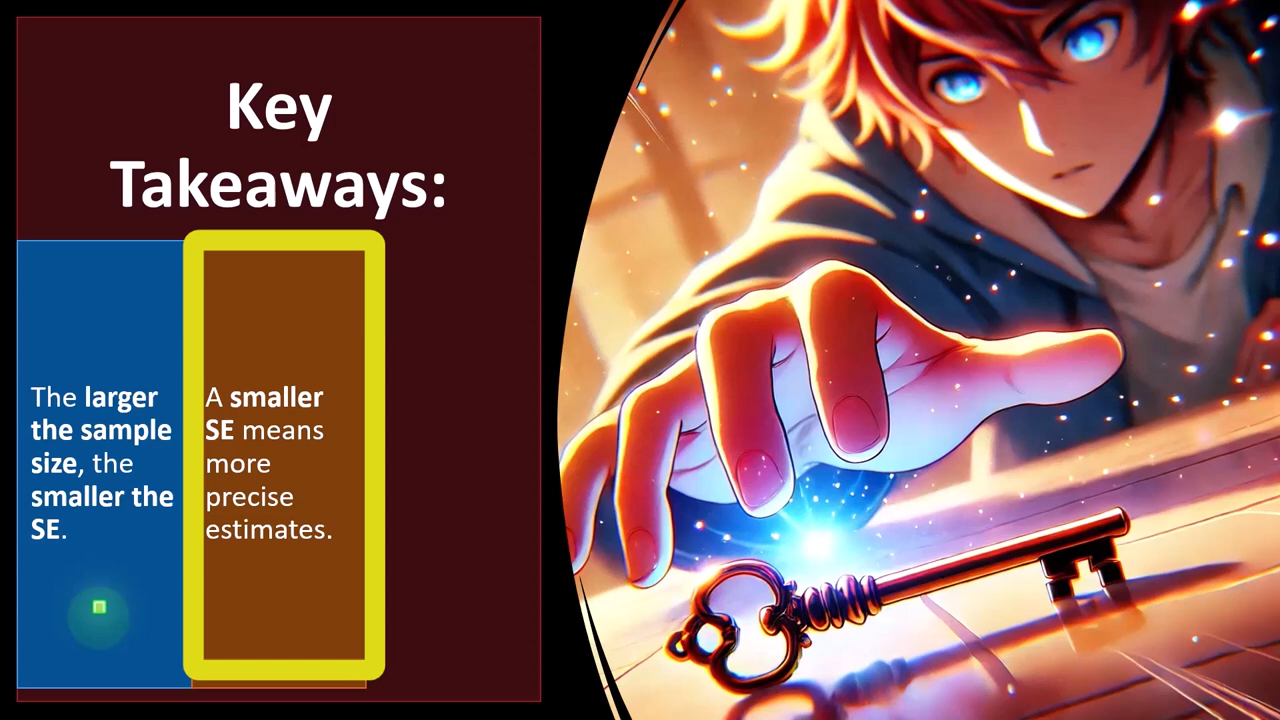 Key
Takeaways:
The larger
the sample
size, the
smaller the
SE.
A smaller
SE means
more
precise
estimates.